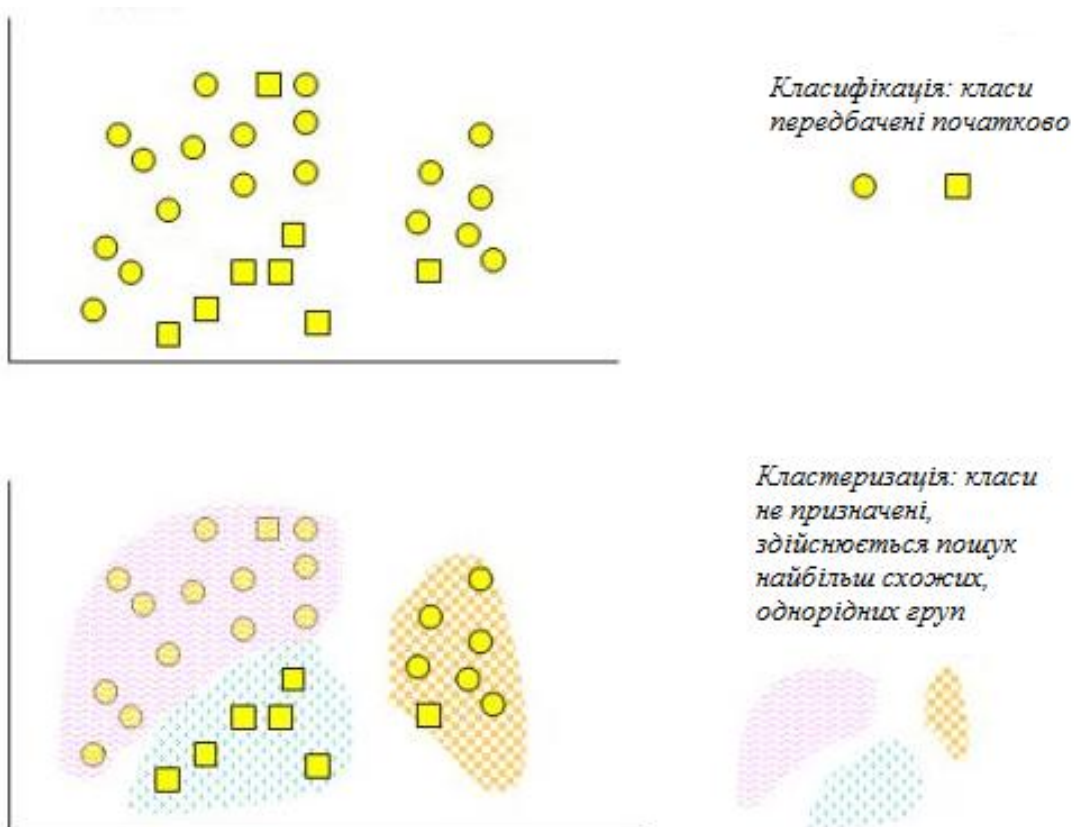 Класифікація: класи
передбачені початково
Кластеризація: класи
не призначені,
здійснюється пошук
найбільш схожих,
однорідних груп